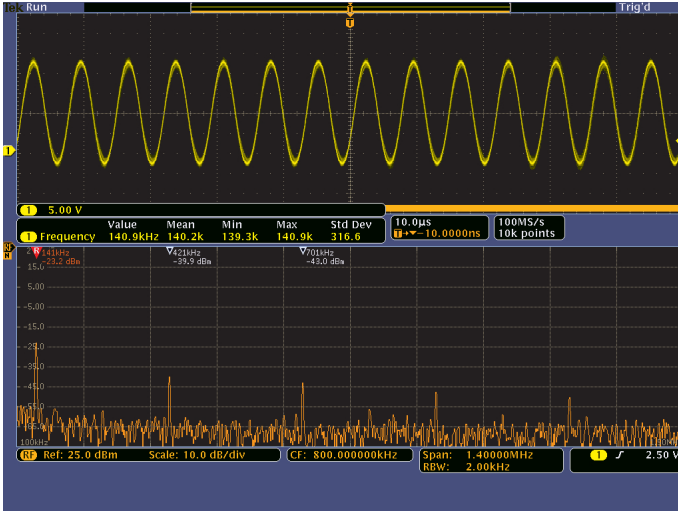 Tek Run Trig'd
T
T
1
1 5.00 V
Value Mean Min Max Std Dev
1 Frequency 140.9kHz 140.2k 139.3k 140.9k 316.6
10.0µs
T→▼−10.0000ns
100MS/s
10k points
RF
N
R 141kHz
-23.2 dBm
421kHz
-39.9 dBm
701kHz
-43.0 dBm
15.0
5.00
-5.00
-15.0
-25.0
-35.0
-45.0
-55.0
-65.0
100kHz
RF Ref: 25.0 dBm Scale: 10.0 dB/div
CF: 800.000000kHz
Span: 1.40000MHz
RBW: 2.00kHz
1 2.50 V